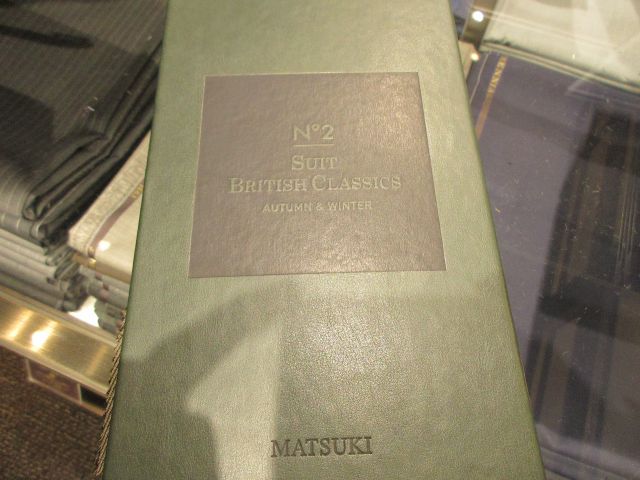 N°2
SUIT
BRITISH CLASSICS
AUTUMN & WINTER
MATSUKI